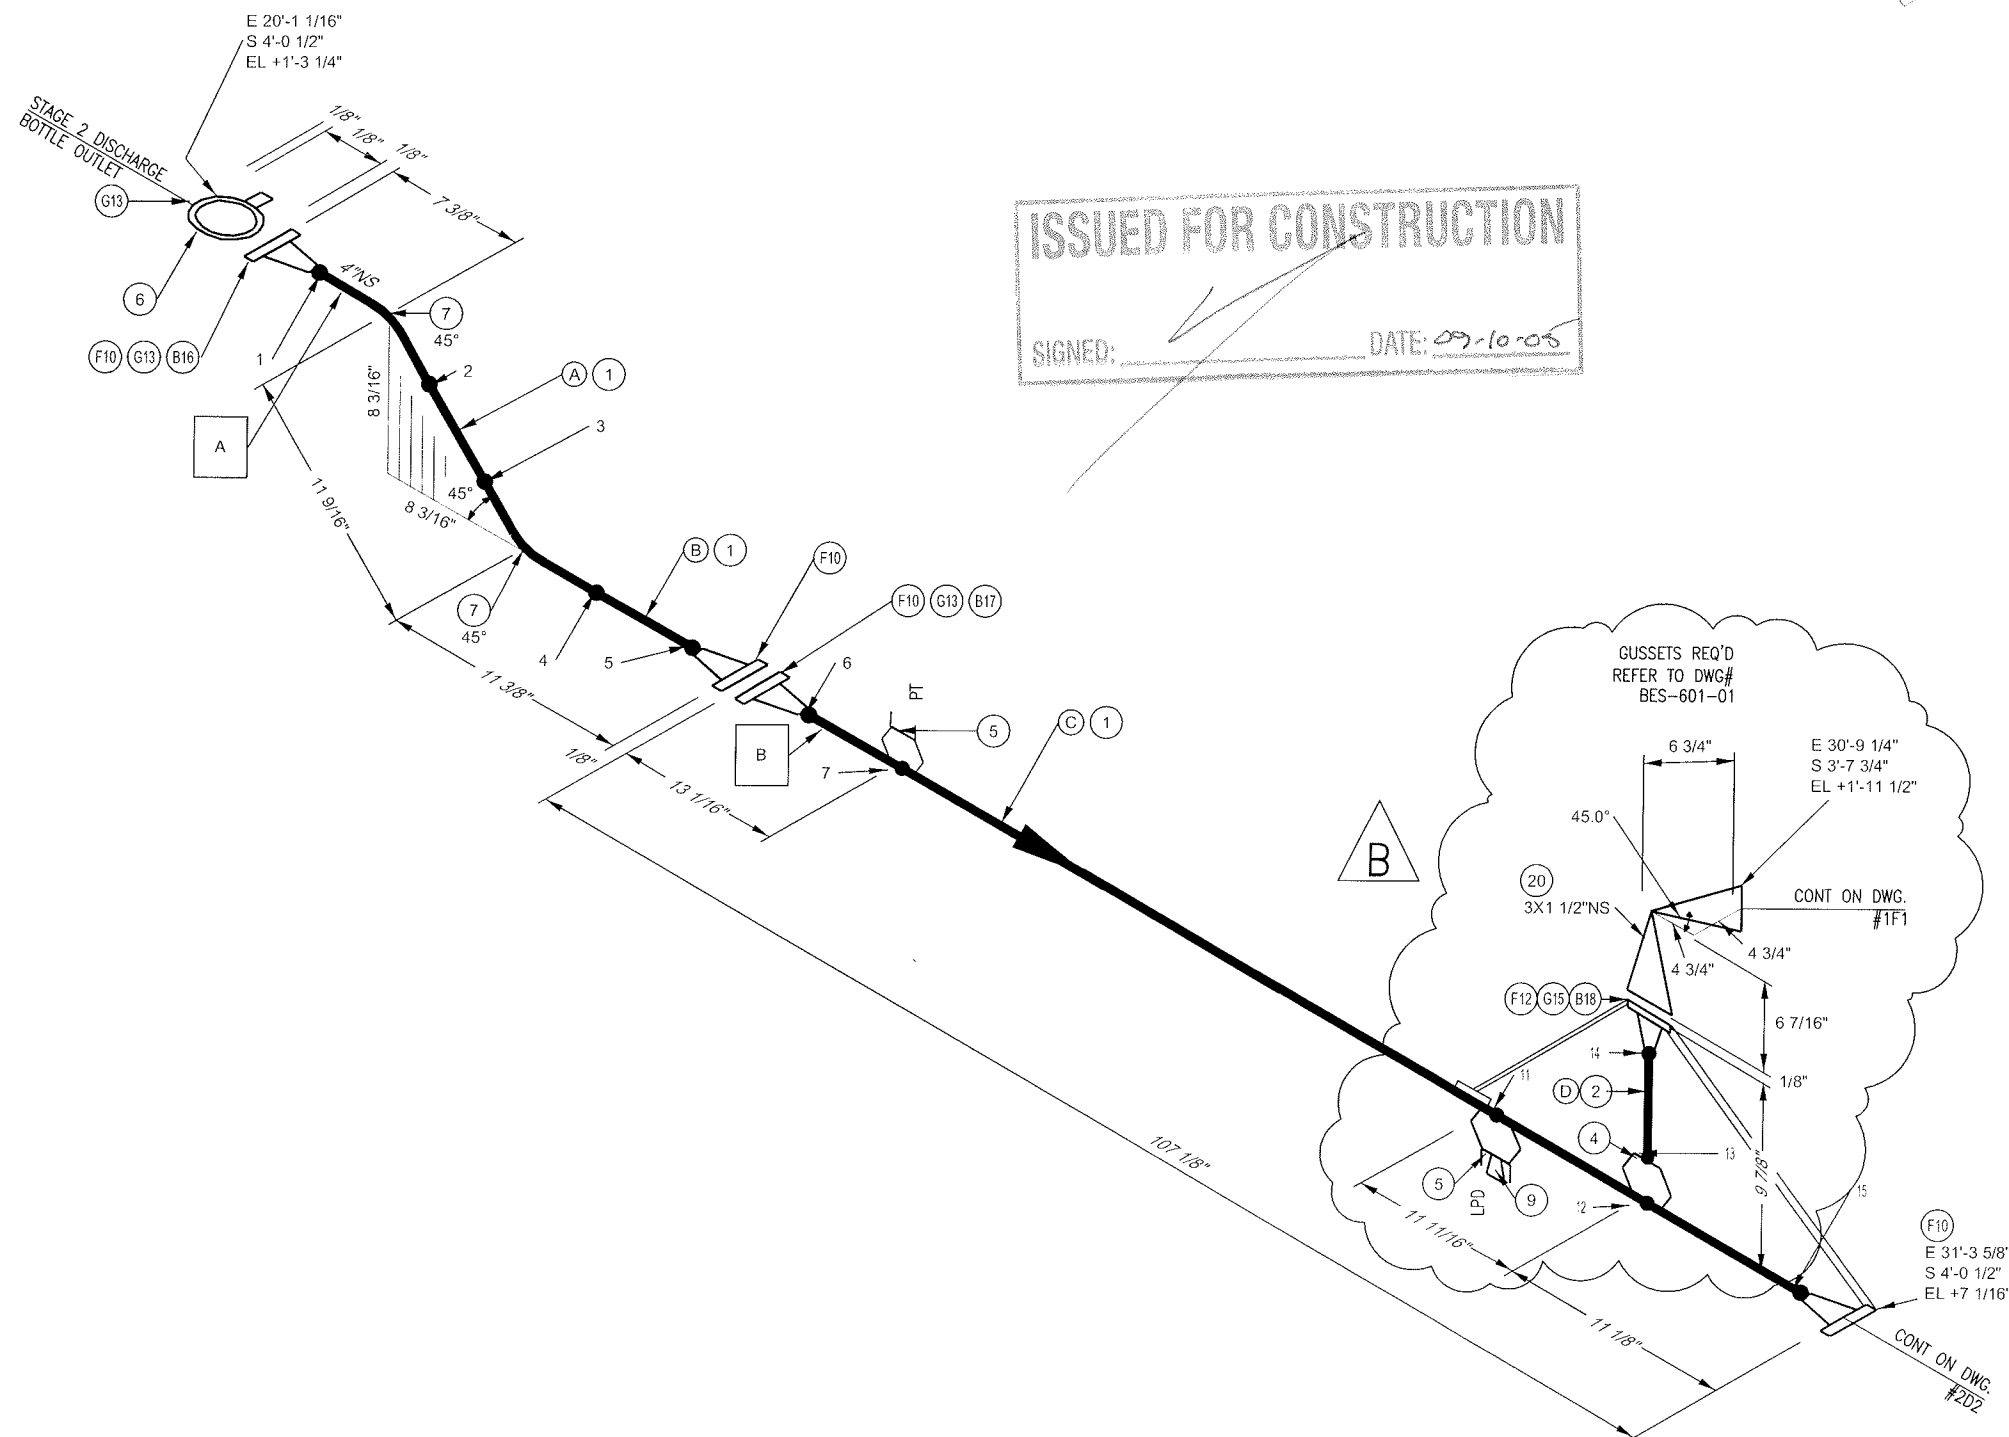 E 20'-1 1/16"
S 4'-0 1/2"
EL +1'-3 1/4"
STAGE 2 DISCHARGE
BOTTLE OUTLET
G13
6
F10 G13 B16
1/8"
1/8"
1/8"
7 3/8"
4"NS
7
45°
1
2
A 1
3
8 3/16"
A
45°
8 3/16"
11 9/16"
B 1
F10
F10 G13 B17
7
45°
4
5
6
11 3/8"
PT
5
C 1
B
7
1/8"
13 1/16"
107 1/8"
ISSUED FOR CONSTRUCTION
SIGNED:
DATE: 09-10-05
GUSSETS REQ'D
REFER TO DWG#
BES-601-01
6 3/4"
E 30'-9 1/4"
S 3'-7 3/4"
EL +1'-11 1/2"
45.0°
B
20
3X1 1/2"NS
CONT ON DWG.
#1F1
4 3/4"
4 3/4"
F12 G15 B18
6 7/16"
14
1/8"
11
D 2
4
13
9 7/8"
15
5
LPD
9
12
11 11/16"
11 1/8"
F10
E 31'-3 5/8'
S 4'-0 1/2"
EL +7 1/16'
CONT ON DWG.
#2D2